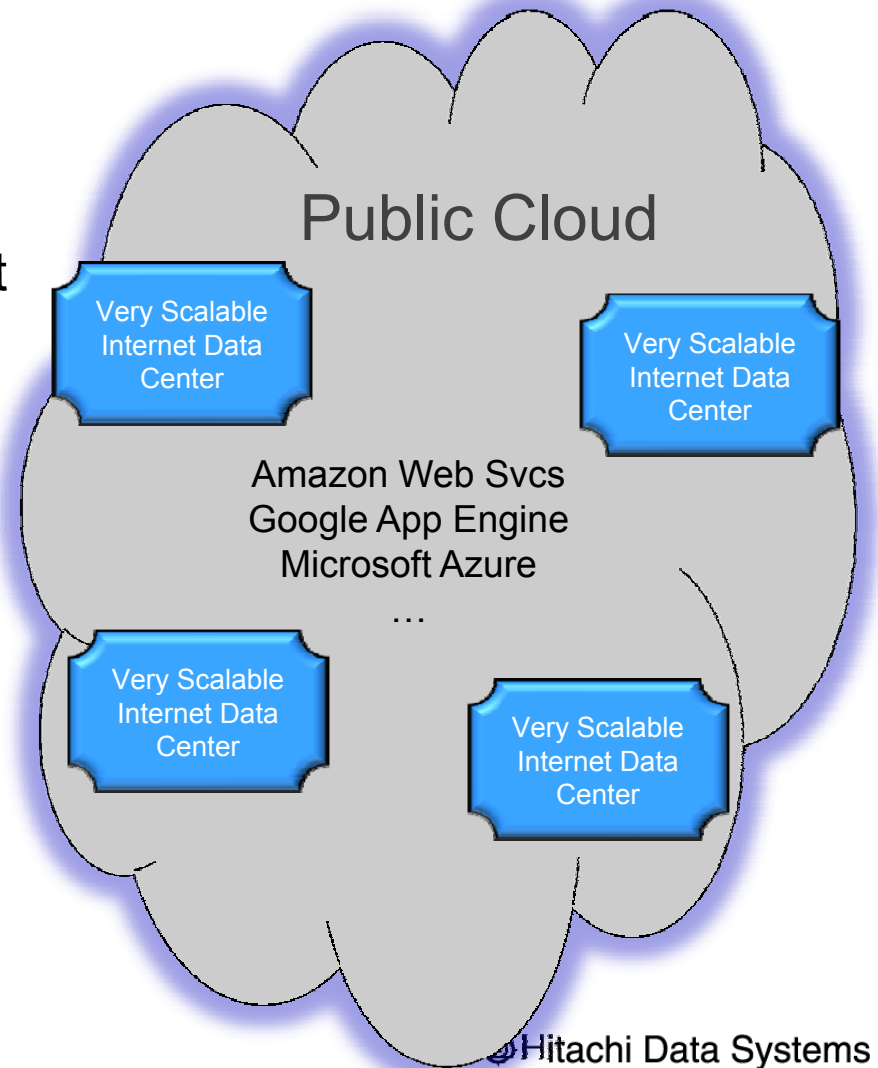 Public Cloud
t
Very Scalable
Internet Data
Center
Very Scalable
Internet Data
Center
Amazon Web Svcs
Google App Engine
Microsoft Azure
…
Very Scalable
Internet Data
Center
Very Scalable
Internet Data
Center
Hitachi Data Systems